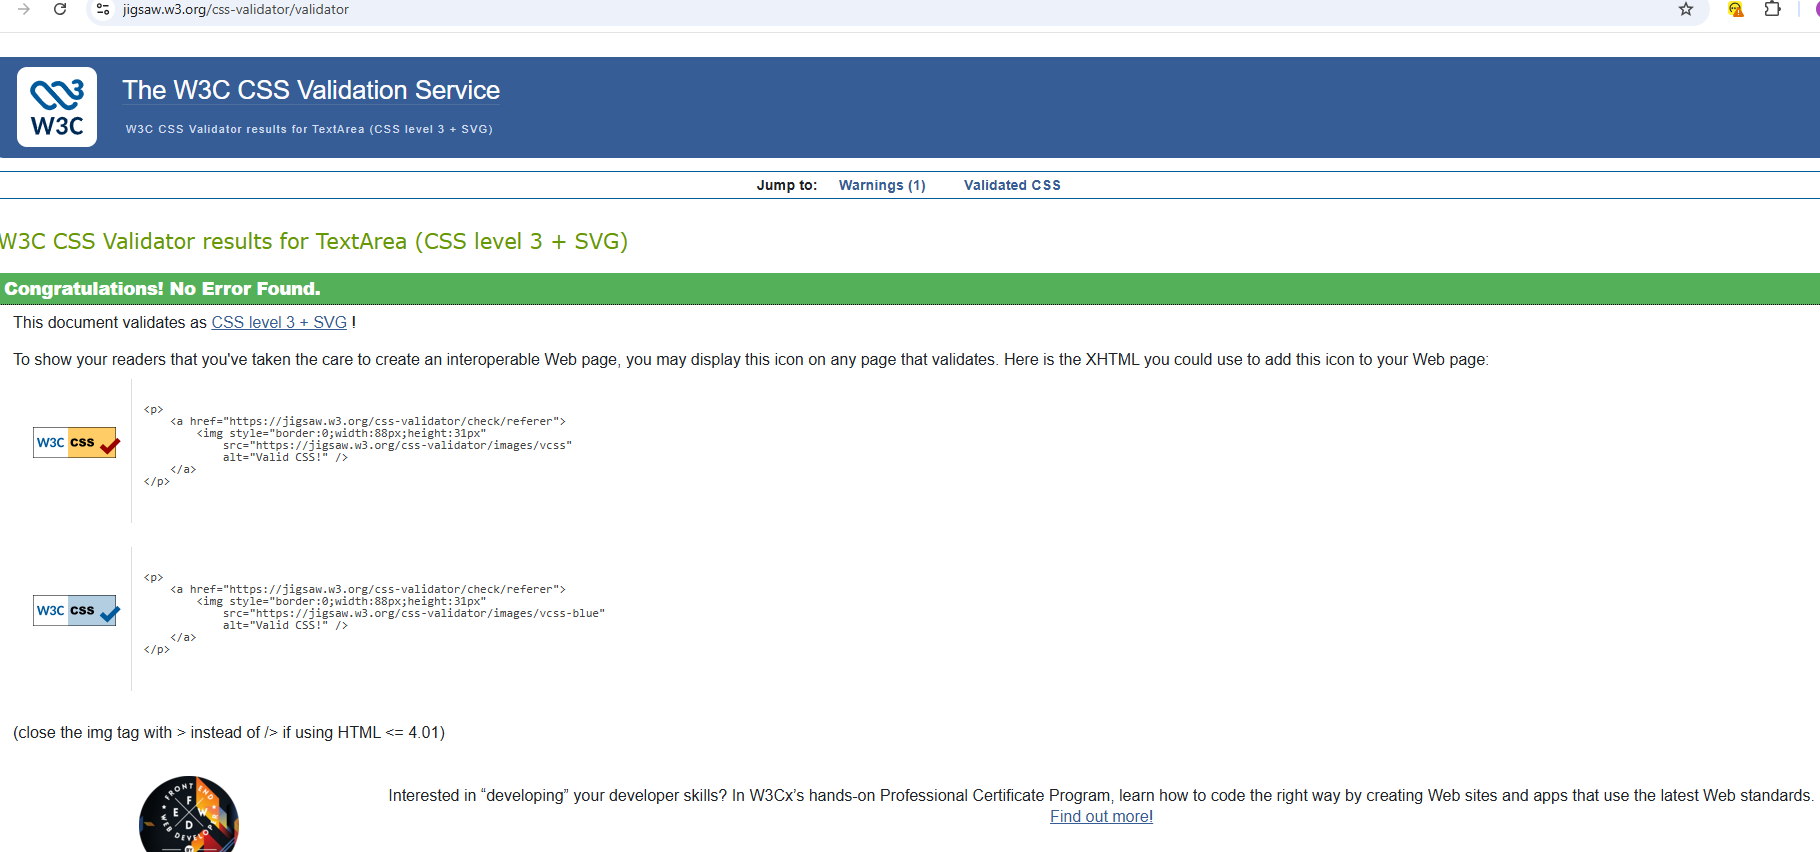 jigsaw.w3.org/css-validator/validator
W3C
The W3C CSS Validation Service
W3C CSS Validator results for TextArea (CSS level 3 + SVG)
Jump to: Warnings (1) Validated CSS
W3C CSS Validator results for TextArea (CSS level 3 + SVG)
Congratulations! No Error Found.
This document validates as CSS level 3 + SVG !
To show your readers that you've taken the care to create an interoperable Web page, you may display this icon on any page that validates. Here is the XHTML you could use to add this icon to your Web page:
W3C css
<p>
<a href="https://jigsaw.w3.org/css-validator/check/referer">
<img style="border:0;width:88px;height:31px"
src="https://jigsaw.w3.org/css-validator/images/vcss"
alt="Valid CSS!" />
</a>
</p>
W3C css
<p>
<a href="https://jigsaw.w3.org/css-validator/check/referer">
<img style="border:0;width:88px;height:31px"
src="https://jigsaw.w3.org/css-validator/images/vcss-blue"
alt="Valid CSS!" />
</a>
</p>
(close the img tag with > instead of /> if using HTML <= 4.01)
FRONT END
WEB DEVELOPER
F
E W
D
Interested in “developing” your developer skills? In W3Cx’s hands-on Professional Certificate Program, learn how to code the right way by creating Web sites and apps that use the latest Web standards.
Find out more!